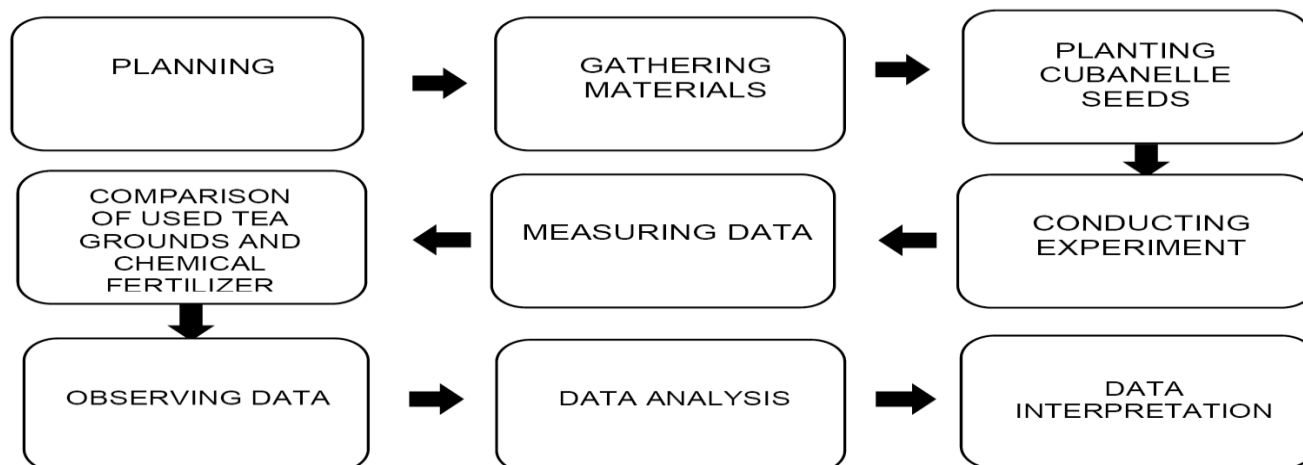 PLANNING
GATHERING
MATERIALS
PLANTING
CUBANELLE
SEEDS
CONDUCTING
EXPERIMENT
MEASURING DATA
COMPARISON
OF USED TEA
GROUNDS AND
CHEMICAL
FERTILIZER
OBSERVING DATA
DATA ANALYSIS
DATA
INTERPRETATION